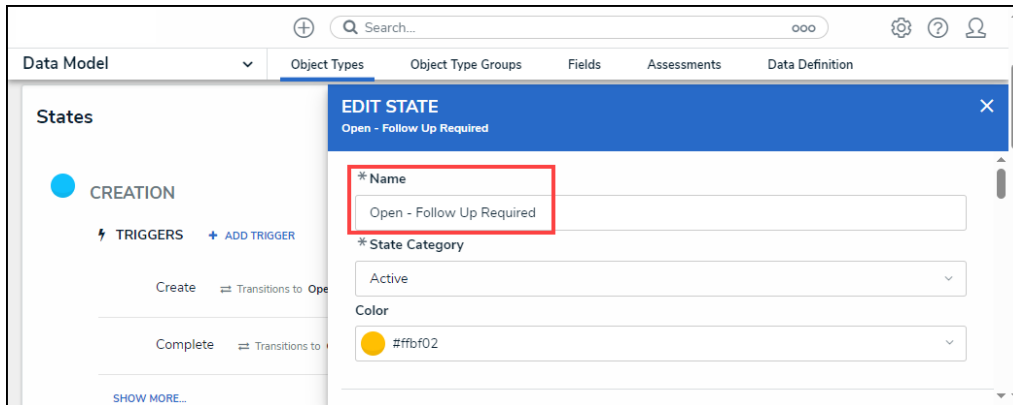 Search...
ooo
Data Model
Object Types
Object Type Groups
Fields
Assessments
Data Definition
States
EDIT STATE
Open - Follow Up Required
CREATION
* Name
Open - Follow Up Required
TRIGGERS + ADD TRIGGER
* State Category
Create Transitions to Ope
Active
Color
Complete Transitions to
#ffbf02
SHOW MORE...